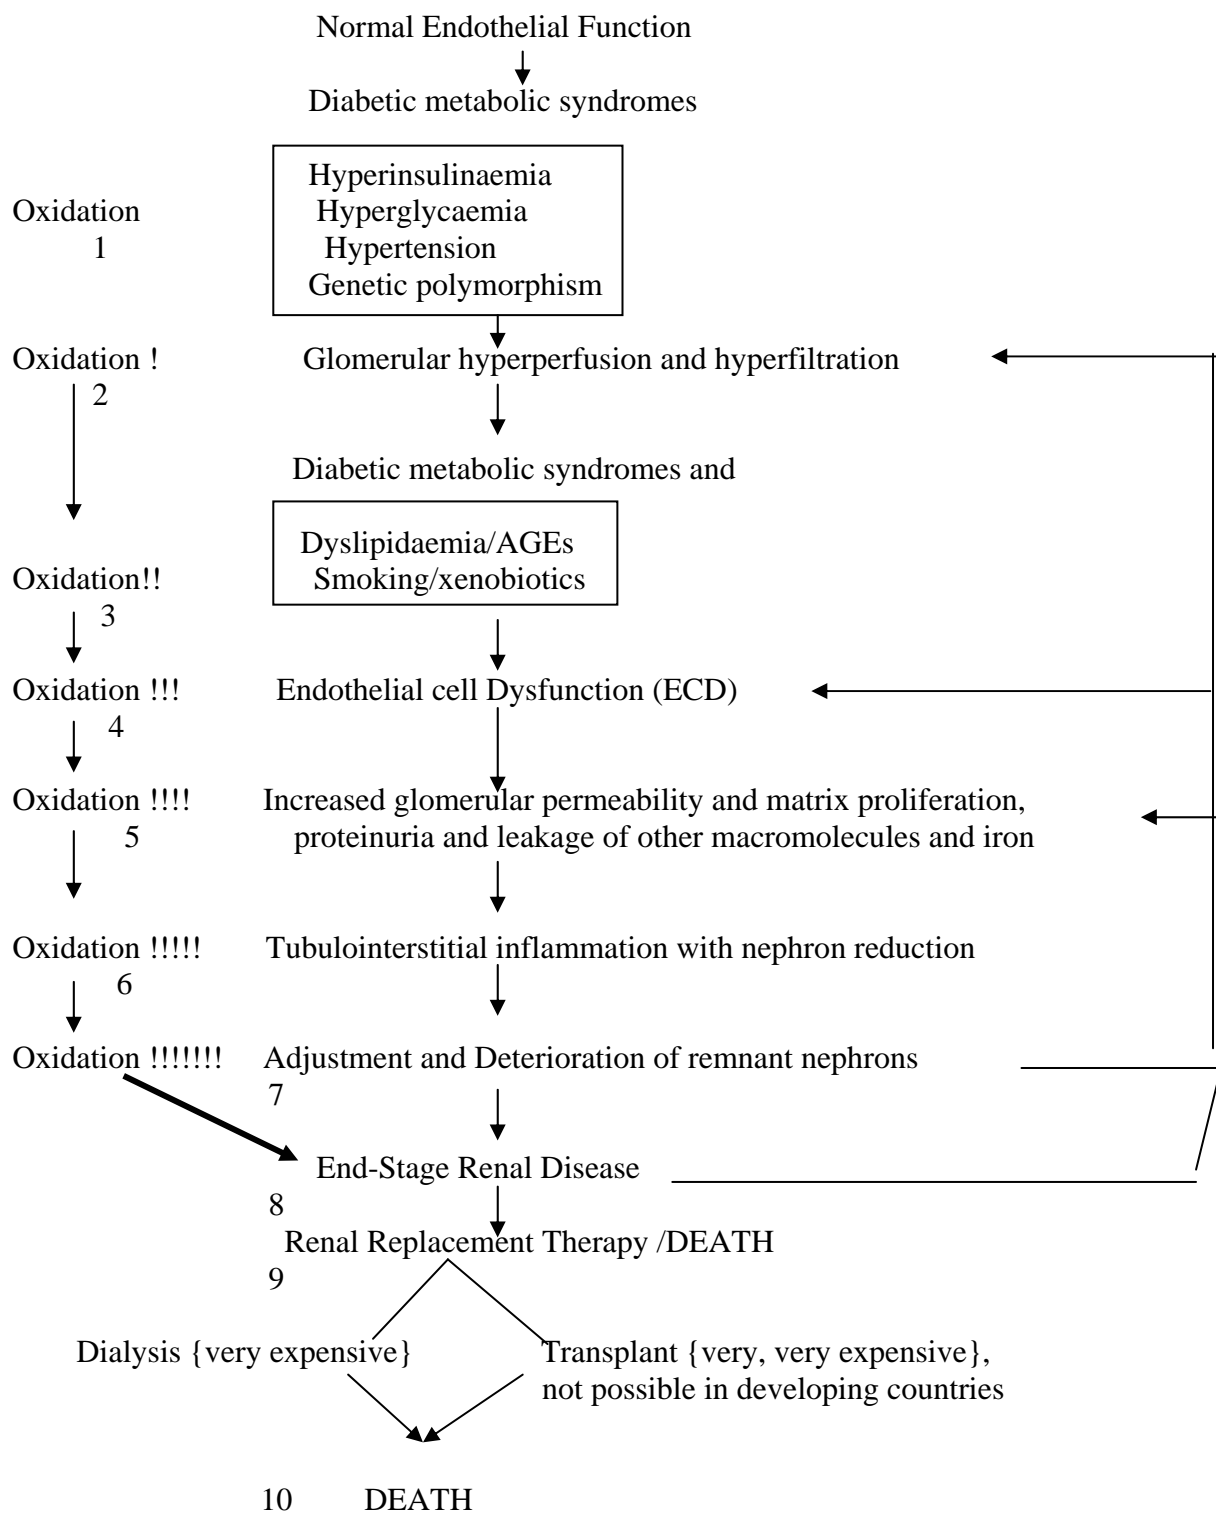 Normal Endothelial Function
Diabetic metabolic syndromes
Hyperinsulinaemia
Oxidation Hyperglycaemia
1 Hypertension
Genetic polymorphism
Oxidation ! Glomerular hyperperfusion and hyperfiltration
2
Diabetic metabolic syndromes and
Dyslipidaemia/AGEs
Oxidation!! Smoking/xenobiotics
3
Oxidation !!! Endothelial cell Dysfunction (ECD)
4
Oxidation !!!! Increased glomerular permeability and matrix proliferation,
5 proteinuria and leakage of other macromolecules and iron
Oxidation !!!!! Tubulointerstitial inflammation with nephron reduction
6
Oxidation !!!!!!! Adjustment and Deterioration of remnant nephrons
7
End-Stage Renal Disease
8
Renal Replacement Therapy /DEATH
9
Dialysis {very expensive} Transplant {very, very expensive},
not possible in developing countries
10 DEATH